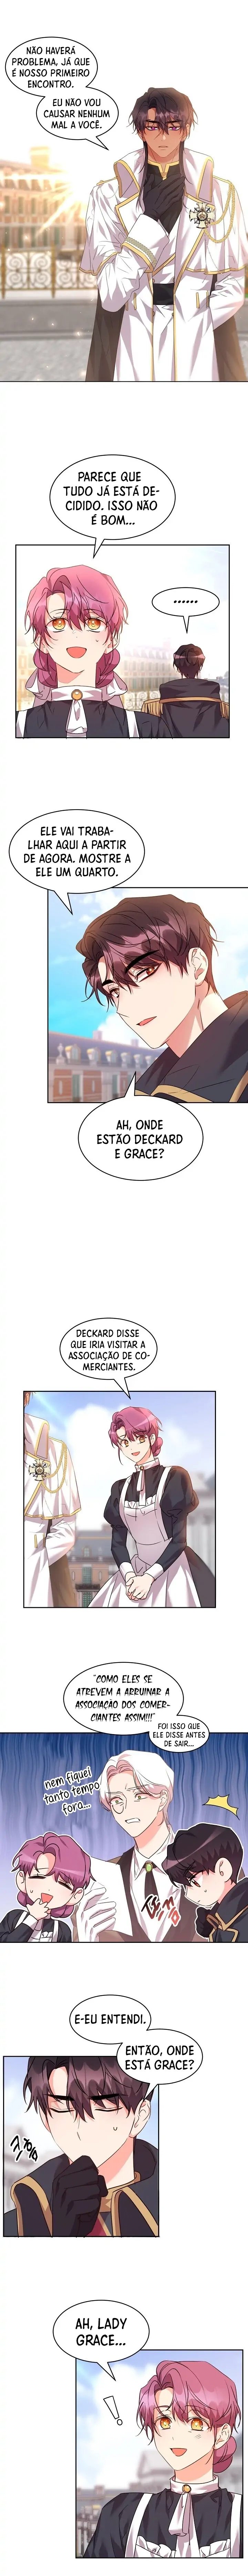 NÃO HAVERÁ
PROBLEMA, JÁ QUE
É NOSSO PRIMEIRO
ENCONTRO.
EU NÃO VOU
CAUSAR NENHUM
MAL A VOCÊ.
PARECE QUE
TUDO JÁ ESTÁ DE-
CIDIDO. ISSO NÃO
É BOM...
......
ELE VAI TRABA-
LHAR AQUI A PARTIR
DE AGORA. MOSTRE A
ELE UM QUARTO.
AH, ONDE
ESTÃO DECKARD
E GRACE?
DECKARD DISSE
QUE IRIA VISITAR A
ASSOCIAÇÃO DE CO-
MERCIANTES.
"COMO ELES SE
ATREVEM A ARRUINAR A
ASSOCIAÇÃO DOS COMER-
CIANTES ASSIM!!!"
FOI ISSO QUE
ELE DISSE ANTES
DE SAIR...
nem fiquei
tanto tempo
fora...
E-EU ENTENDI.
ENTÃO, ONDE
ESTÁ GRACE?
AH, LADY
GRACE...